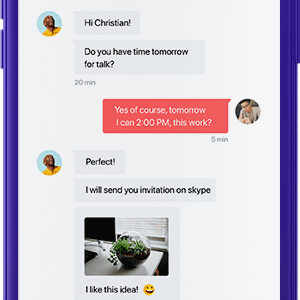 Hi Christian!
Do you have time tomorrow
for talk?
20 min
Yes of course, tomorrow
I can 2:00 PM, this work?
5 min
Perfect!
I will send you invitation on skype
I like this idea! 😀